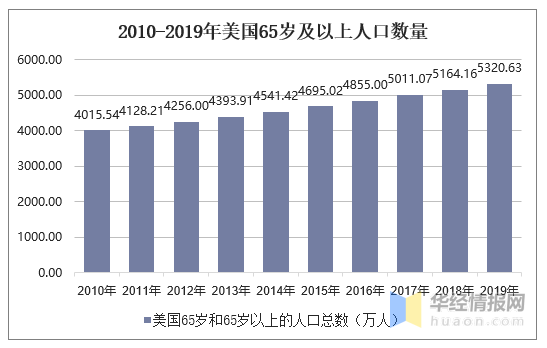 2010-2019年美国65岁及以上人口数量
6000.00
5000.00
4000.00
3000.00
2000.00
1000.00
0.00
4015.54 4128.21 4256.00 4393.91 4541.42 4695.02 4855.00 5011.07 5164.16 5320.63
2010年 2011年 2012年 2013年 2014年 2015年 2016年 2017年 2018年 2019年
美国65岁和65岁以上的人口总数（万人）
华经情报网
huaon.com